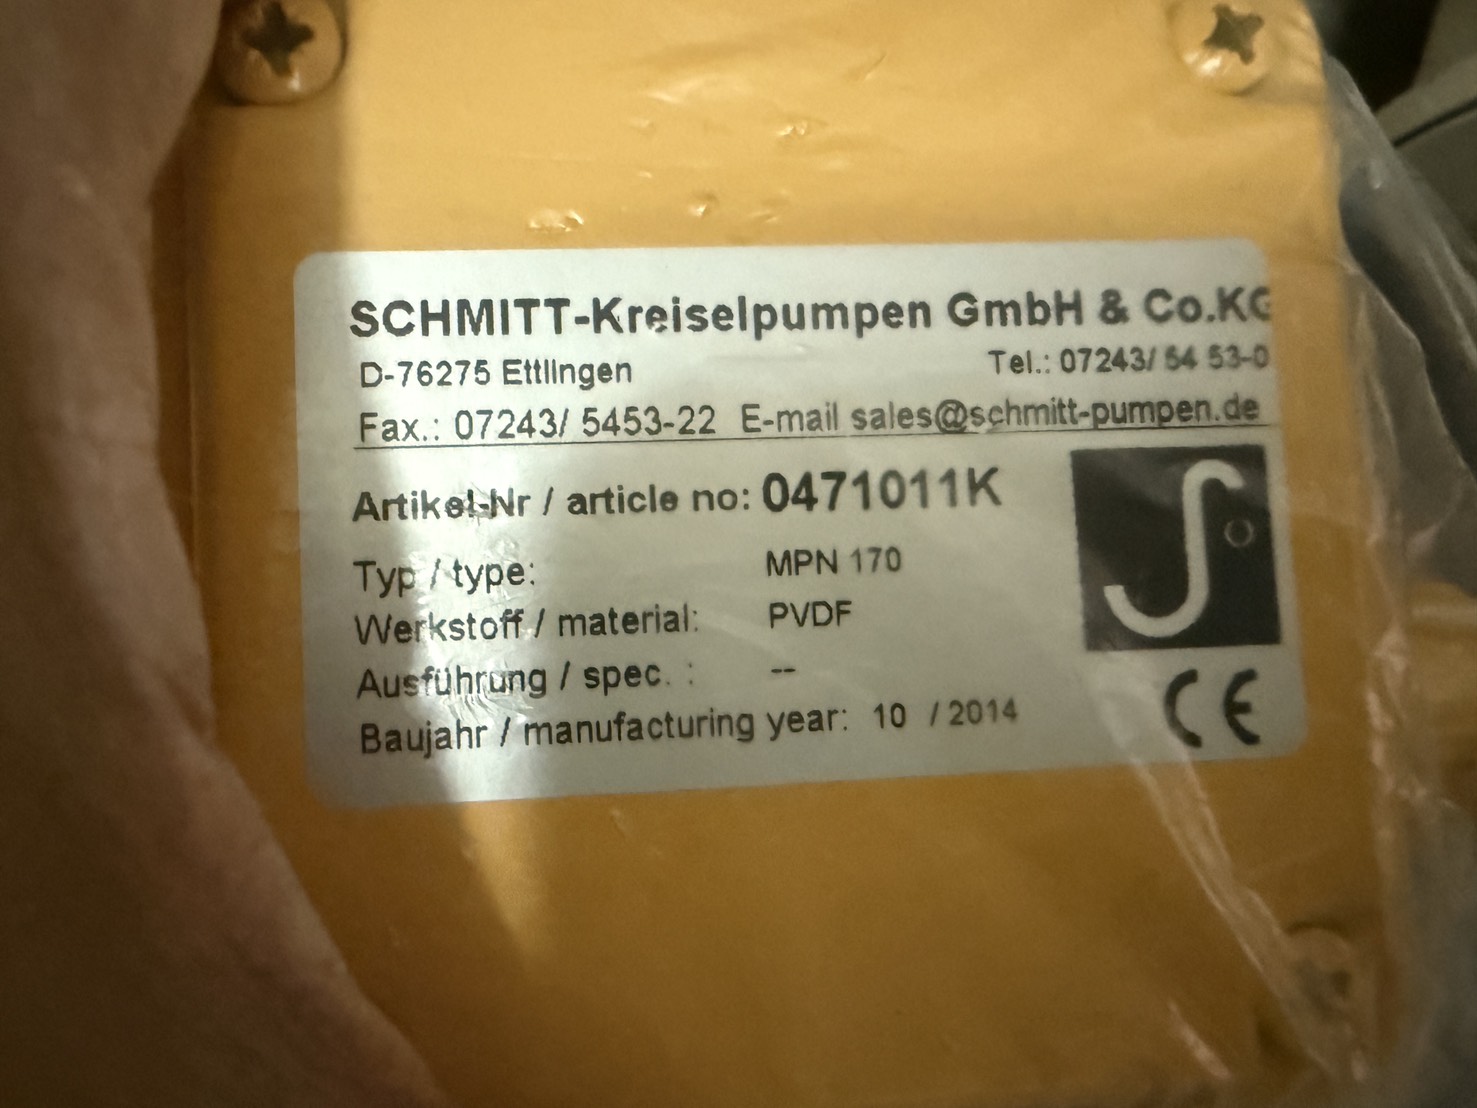 SCHMITT-Kreiselpumpen GmbH & Co.KG
D-76275 Ettlingen Tel.: 07243/ 54 53-0
Fax.: 07243/ 5453-22 E-mail sales@schmitt-pumpen.de
Artikel-Nr / article no: 0471011K
Typ / type: MPN 170
Werkstoff / material: PVDF
Ausführung / spec. : --
Baujahr / manufacturing year: 10 / 2014
CE